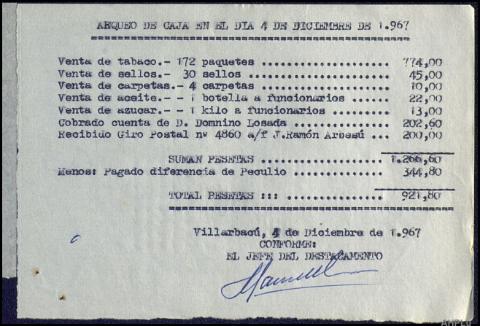 ARQUEO DE CAJA EN EL DIA 4 DE DICIEMBRE DE 1.967
Venta de tabaco.- 172 paquetes .................. 774,00
Venta de sellos.- 30 sellos .................. 45,00
Venta de carpetas.- 4 carpetas .................. 10,00
Venta de aceite.-- 1 botella a funcionarios .......... 22,00
Venta de azucar.-- 1 kilo a funcionarios .......... 13,00
Cobrado cuenta de D. Domnino Losada .......... 202,60
Recibido Giro Postal nº 4860 a/f J.Ramón Arbesú ... 200,00
SUMAN PESETAS .................. 1.266,60
Menos: Pagado diferencia de Peculio .......... 344,80
TOTAL PESETAS ::: .......... 921,80
Villarbacú, 4 de Diciembre de 1.967
CONFORME:
EL JEFE DEL DESTACAMENTO
Manuel